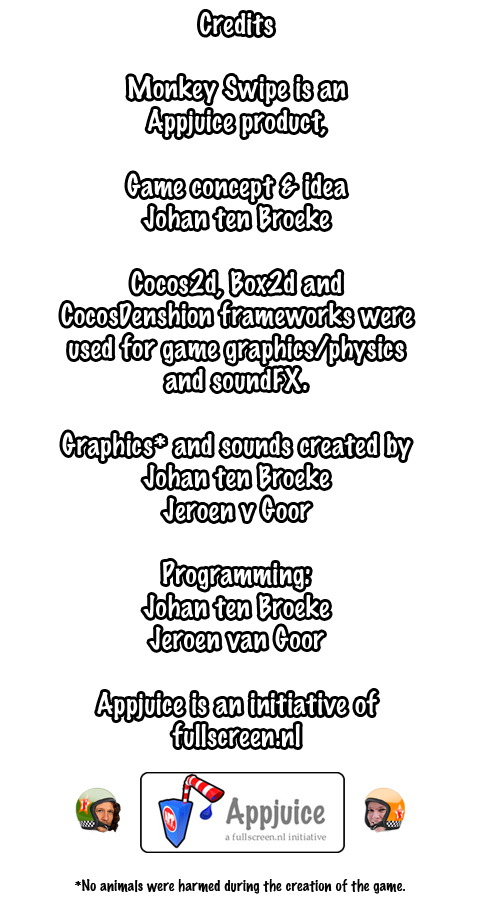 Credits
Monkey Swipe is an
Appjuice product,
Game concept & idea
Johan ten Broeke
Cocos2d, Box2d and
CocosDenshion frameworks were
used for game graphics/physics
and soundFX.
Graphics* and sounds created by
Johan ten Broeke
Jeroen v Goor
Programming:
Johan ten Broeke
Jeroen van Goor
Appjuice is an initiative of
fullscreen.nl
Appjuice
a fullscreen.nl initiative
*No animals were harmed during the creation of the game.